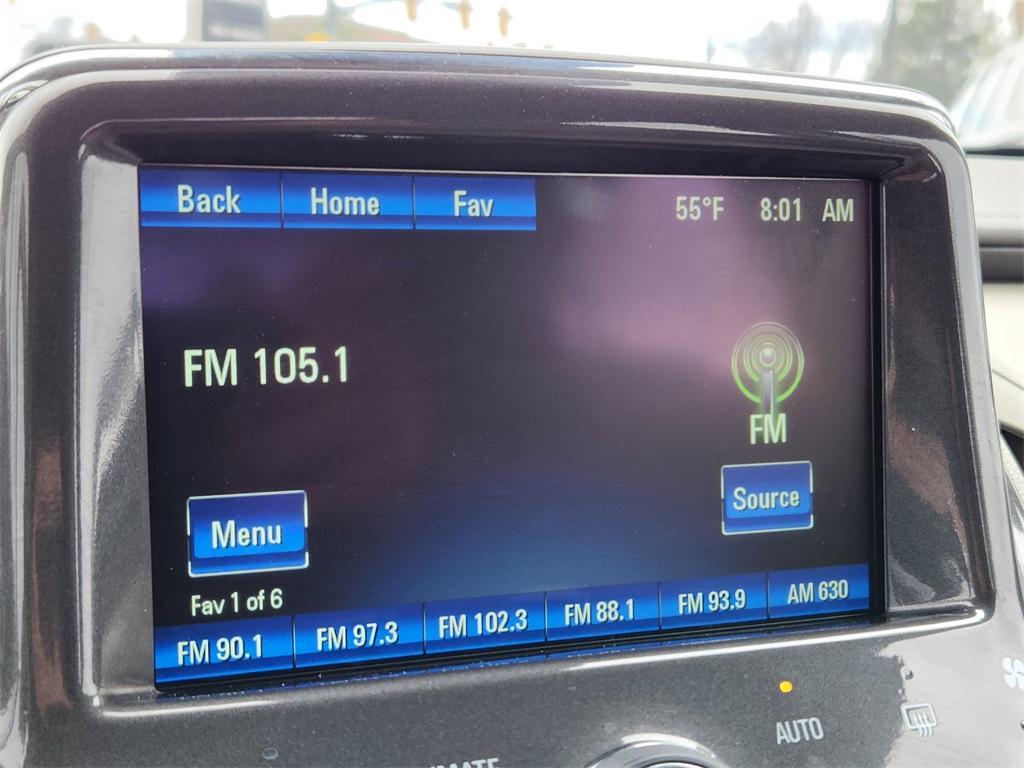 Back Home Fav 55°F 8:01 AM
FM 105.1
FM
Source
Menu
Fav 1 of 6
FM 90.1 FM 97.3 FM 102.3 FM 88.1 FM 93.9 AM 630
AUTO